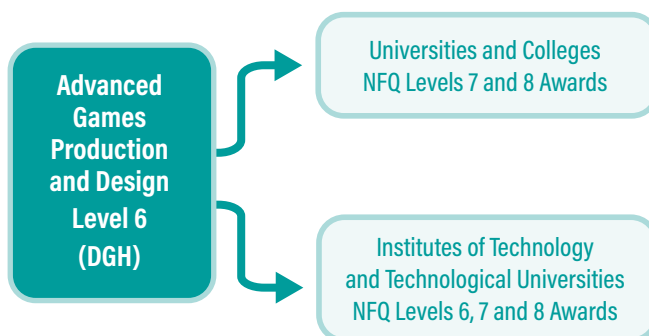 Advanced
Games
Production
and Design
Level 6
(DGH)
Universities and Colleges
NFQ Levels 7 and 8 Awards
Institutes of Technology
and Technological Universities
NFQ Levels 6, 7 and 8 Awards